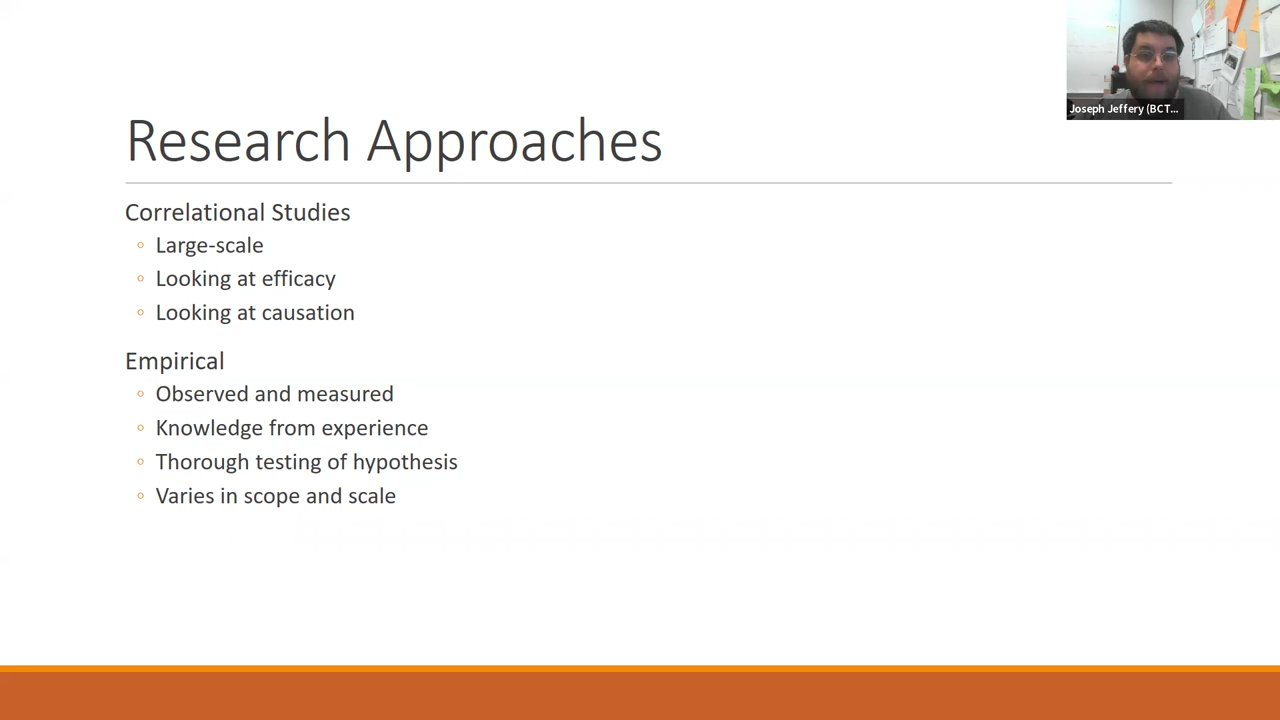 Joseph Jeffery (BCT...
Research Approaches
Correlational Studies
Large-scale
Looking at efficacy
Looking at causation
Empirical
Observed and measured
Knowledge from experience
Thorough testing of hypothesis
Varies in scope and scale